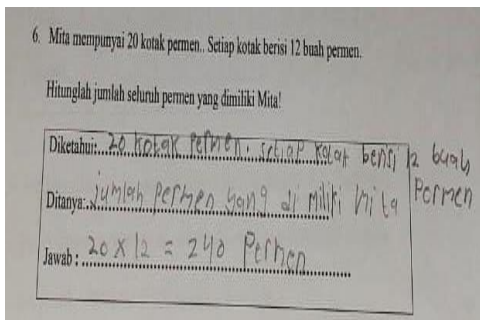 6. Mita mempunyai 20 kotak permen.. Setiap kotak berisi 12 buah permen.
Hitunglah jumlah seluruh permen yang dimiliki Mita!
Diketahui:...20 kotak permen. setiap kotak berisi 12 buah permen
Ditanya:..jumlah permen yang di miliki mita
Jawab : ..20 x 12 = 240 Permen